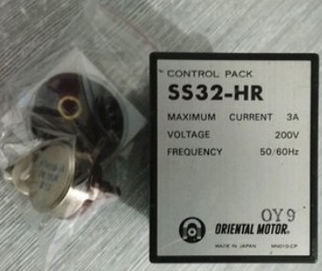 CONTROL PACK
SS32-HR
MAXIMUM CURRENT 3A
VOLTAGE 200V
FREQUENCY 50/60Hz
OY9
ORIENTAL MOTOR
MADE IN JAPAN